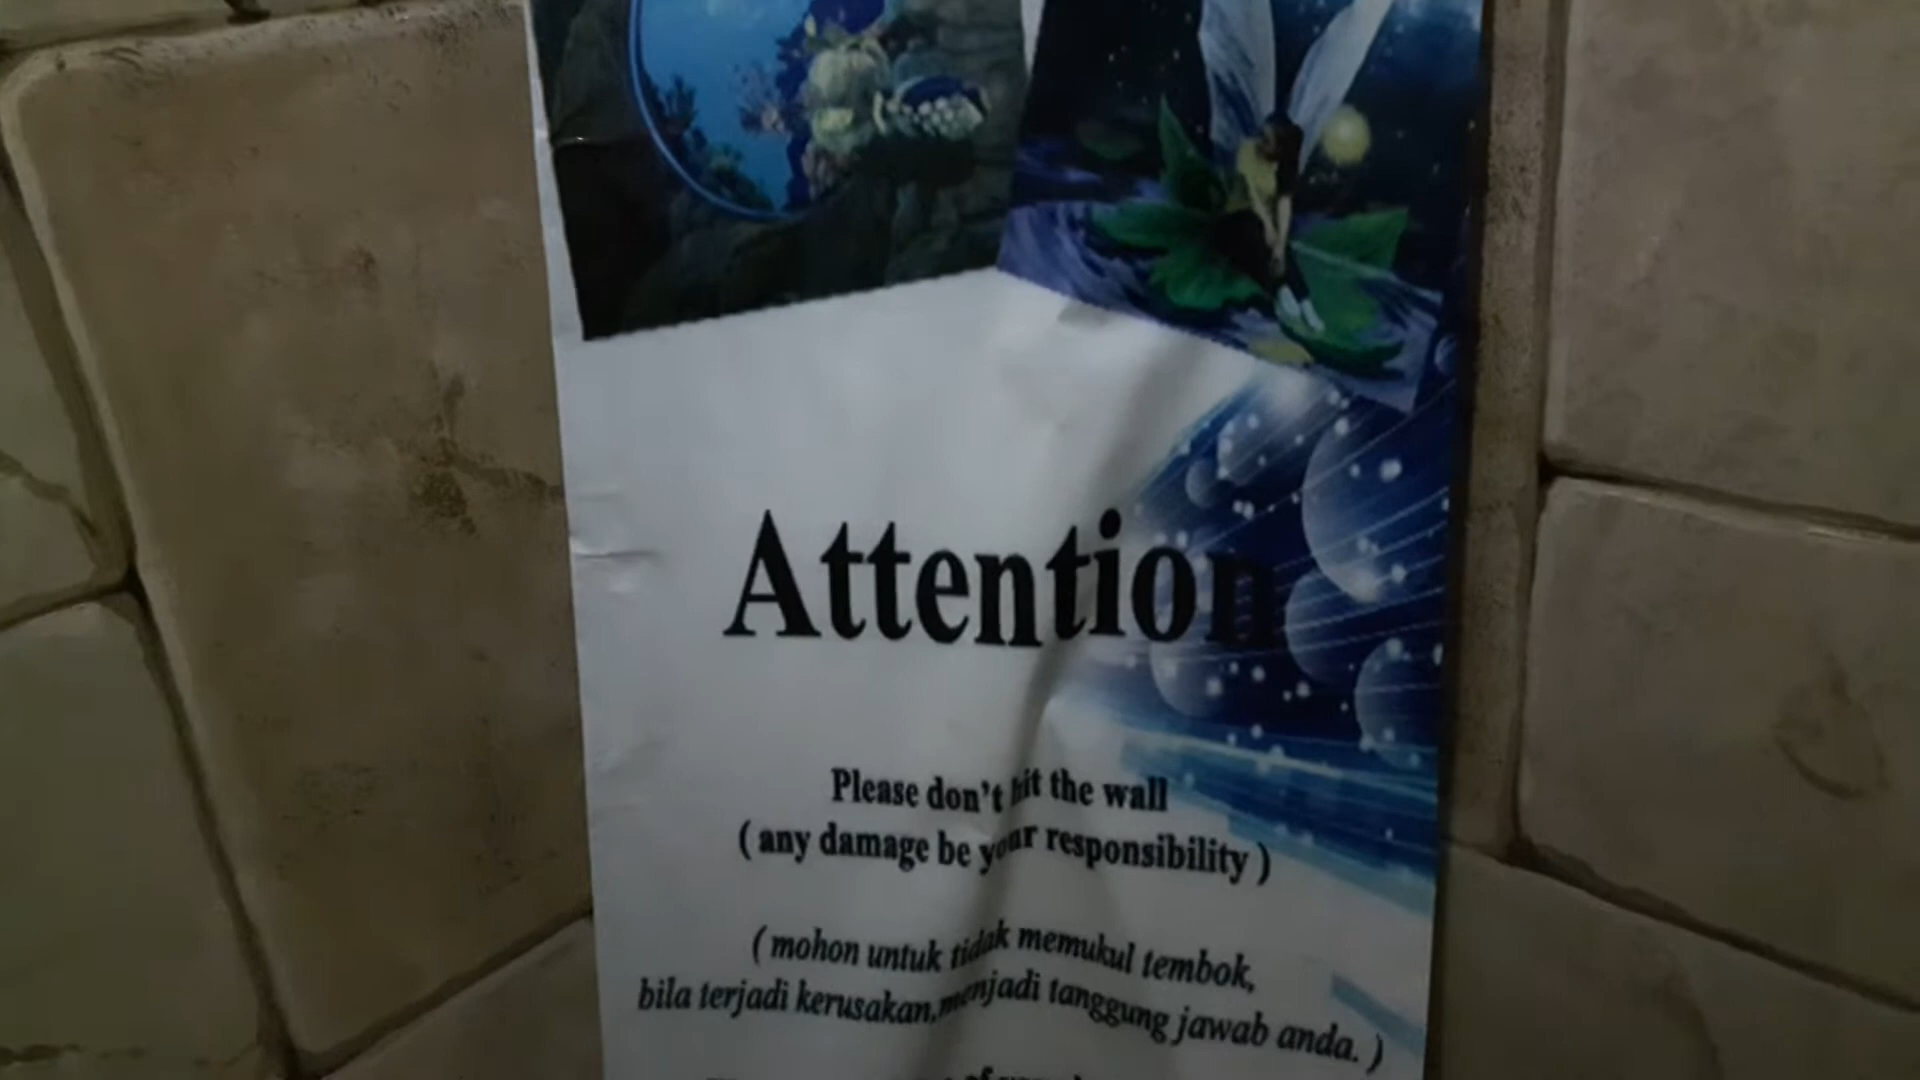 Attention
Please don't hit the wall
( any damage be your responsibility )
( mohon untuk tidak memukul tembok,
bila terjadi kerusakan,menjadi tanggung jawab anda. )
of